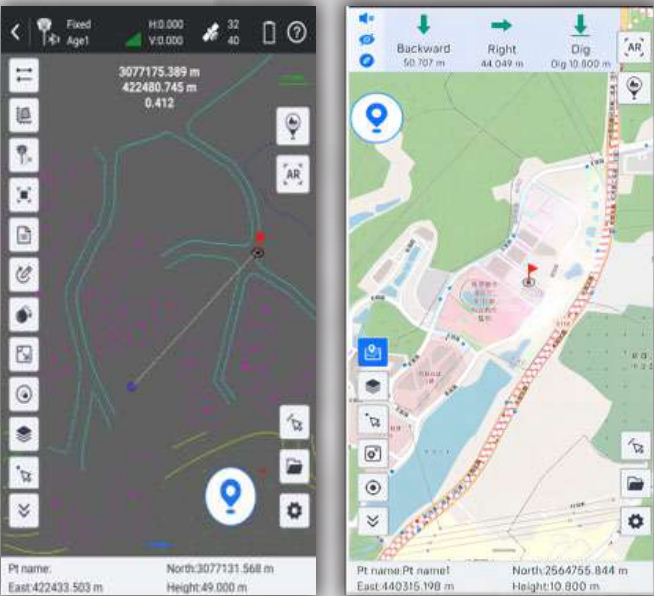 Fixed
Age1
H:0.000
V:0.000
32
40
3077175.389 m
422480.745 m
0.412
AR
Pt name:
North:3077131.568 m
East:422433.503 m
Height:49.000 m
Backward
50.707 m
Right
44.049 m
Dig
Dig 10.800 m
AR
Pt name:Pt name1
North:2564755.844 m
East:440315.198 m
Height:10.800 m